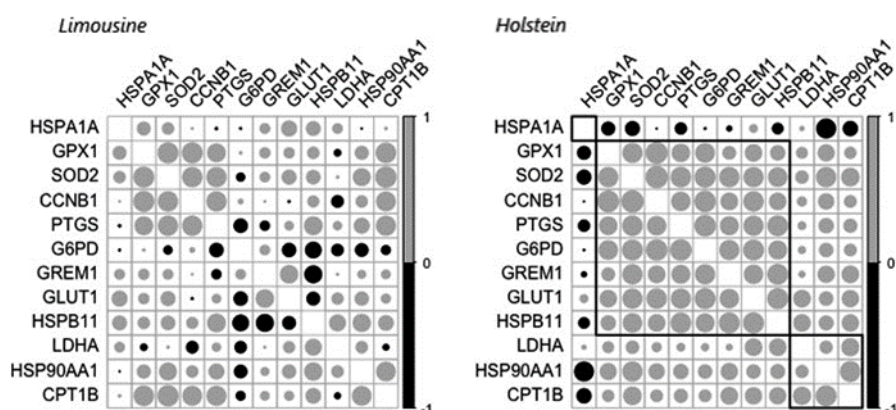 Limousine
HSPA1A GPX1 SOD2 CCNB1 PTGS G6PD GREM1 GLUT1 HSPB11 LDHA HSP90AA1 CPT1B
HSPA1A
GPX1
SOD2
CCNB1
PTGS
G6PD
GREM1
GLUT1
HSPB11
LDHA
HSP90AA1
CPT1B
1
0
-1
Holstein
HSPA1A GPX1 SOD2 CCNB1 PTGS G6PD GREM1 GLUT1 HSPB11 LDHA HSP90AA1 CPT1B
HSPA1A
GPX1
SOD2
CCNB1
PTGS
G6PD
GREM1
GLUT1
HSPB11
LDHA
HSP90AA1
CPT1B
1
0